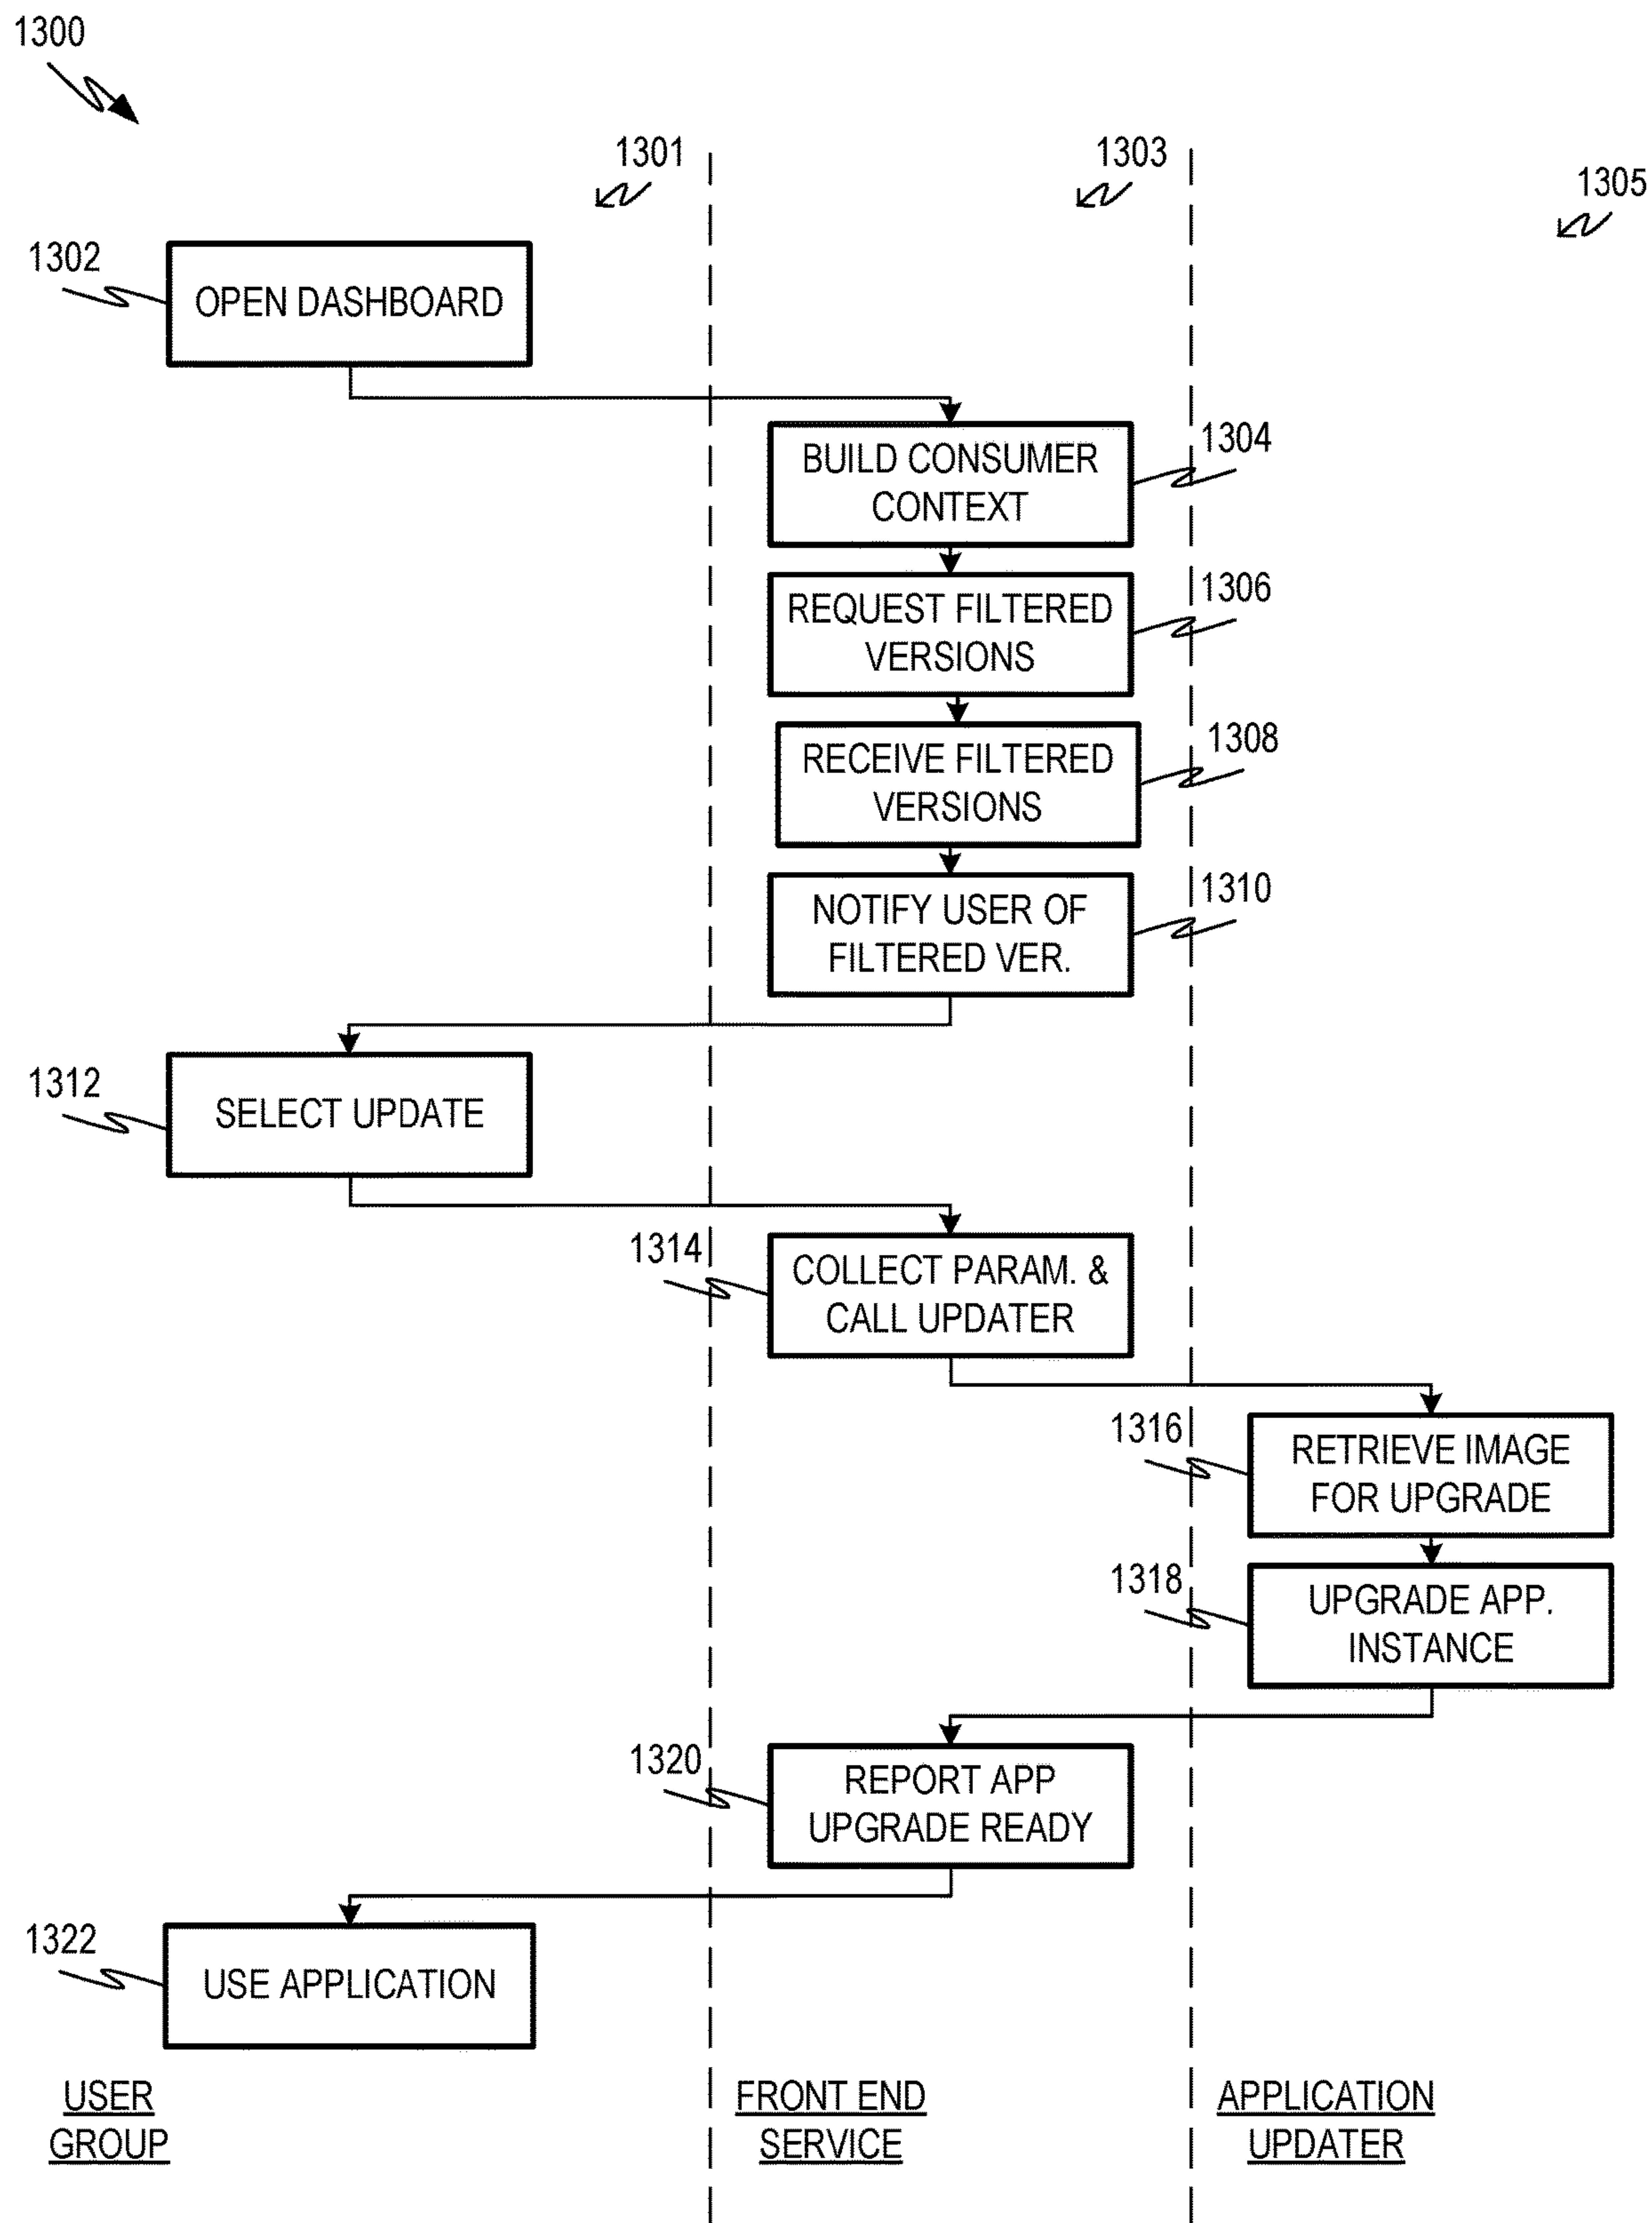 1300
1301
1303
1305
1302
OPEN DASHBOARD
1304
BUILD CONSUMER
CONTEXT
1306
REQUEST FILTERED
VERSIONS
1308
RECEIVE FILTERED
VERSIONS
1310
NOTIFY USER OF
FILTERED VER.
1312
SELECT UPDATE
1314
COLLECT PARAM. &
CALL UPDATER
1316
RETRIEVE IMAGE
FOR UPGRADE
1318
UPGRADE APP.
INSTANCE
1320
REPORT APP
UPGRADE READY
1322
USE APPLICATION
USER
GROUP
FRONT END
SERVICE
APPLICATION
UPDATER